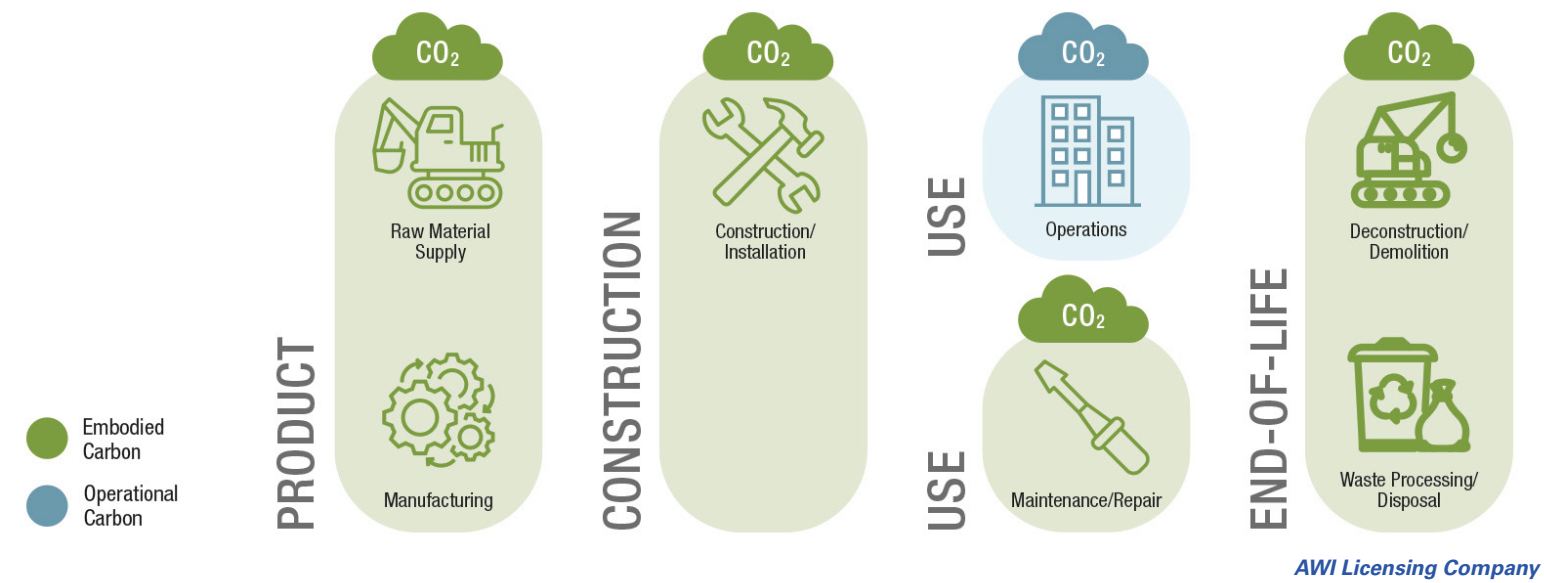 Embodied
Carbon
Operational
Carbon
PRODUCT
CO₂
Raw Material
Supply
Manufacturing
CONSTRUCTION
CO₂
Construction/
Installation
USE
CO₂
Operations
USE
CO₂
Maintenance/Repair
END-OF-LIFE
CO₂
Deconstruction/
Demolition
Waste Processing/
Disposal
AWI Licensing Company